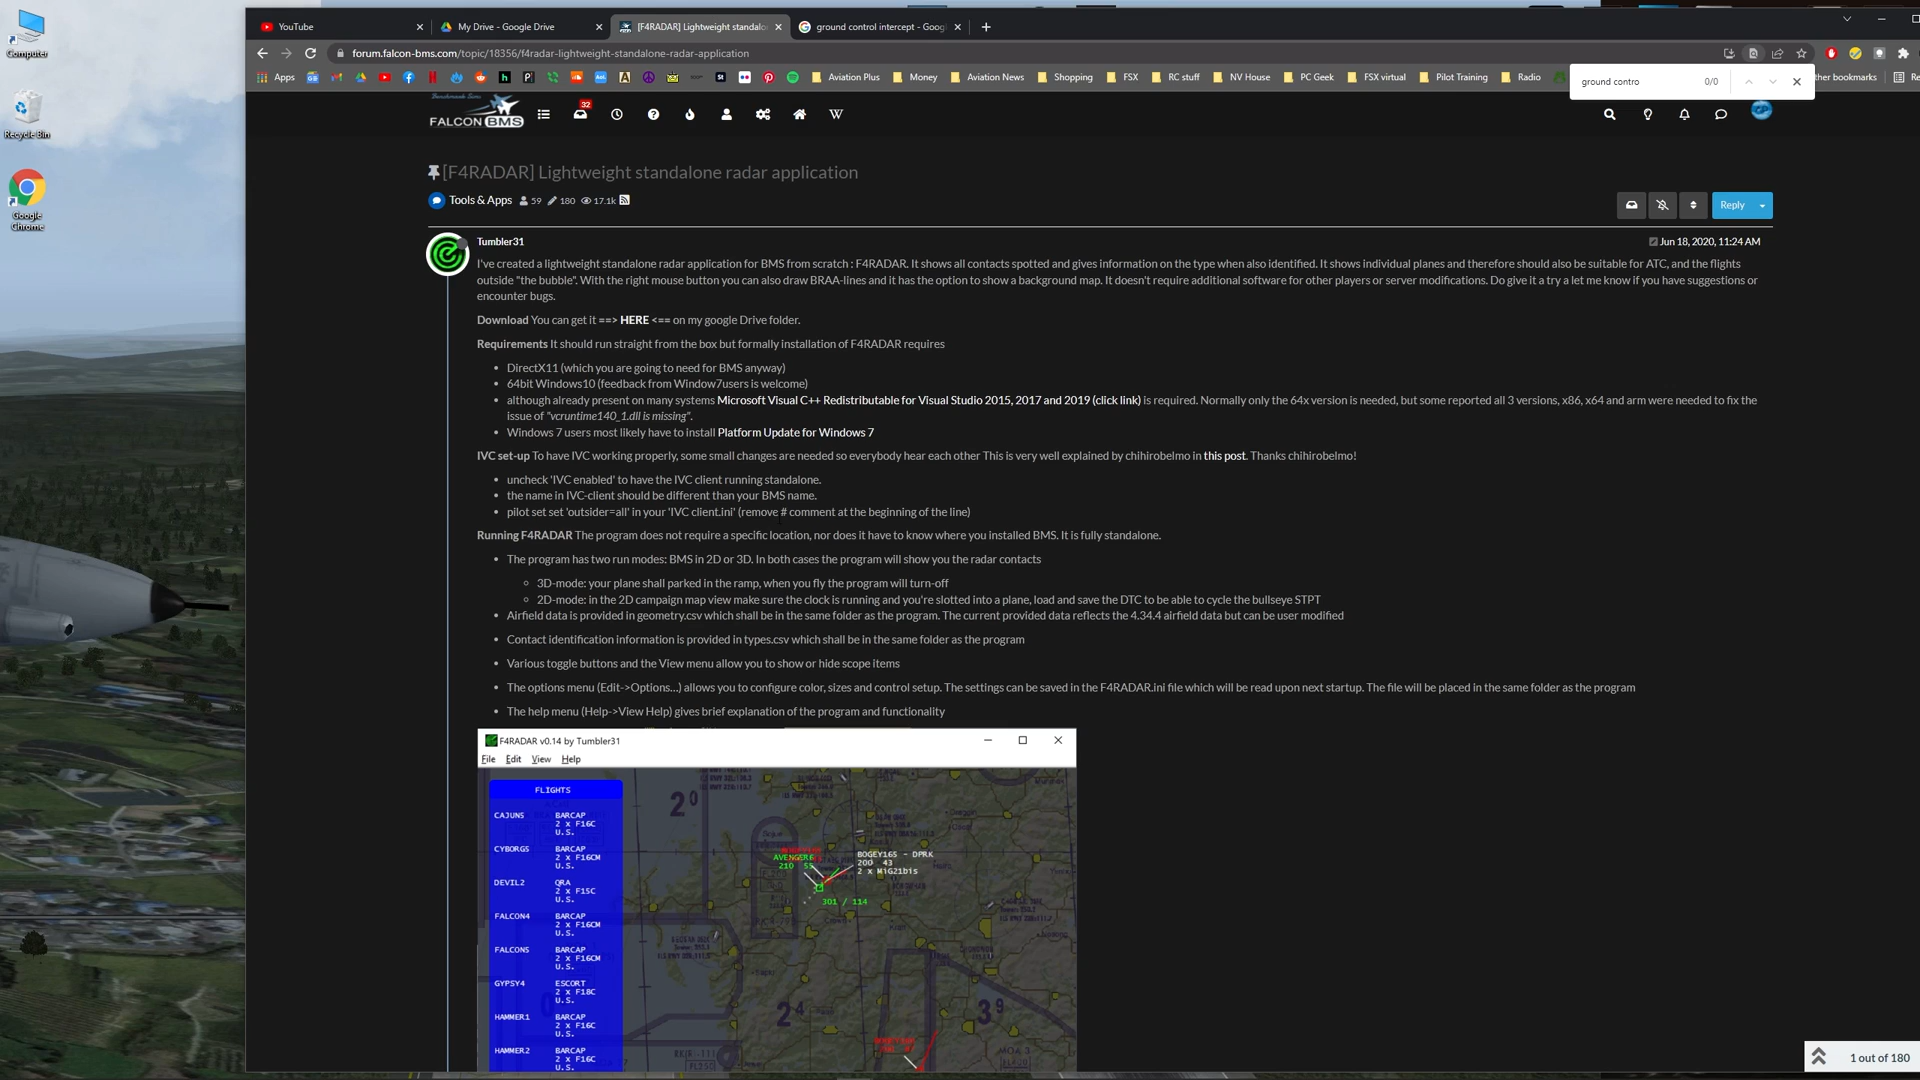 Computer
Recycle Bin
Google Chrome
YouTube
My Drive - Google Drive
[F4RADAR] Lightweight standalo
ground control intercept - Goog
forum.falcon-bms.com/topic/18356/f4radar-lightweight-standalone-radar-application
Apps
Aviation Plus
Money
Aviation News
Shopping
FSX
RC stuff
NV House
PC Geek
FSX virtual
Pilot Training
Radio
ther bookmarks
Re
ground contro
0/0
FALCON BMS
32
[F4RADAR] Lightweight standalone radar application
Tools & Apps 59 180 17.1k
Reply
Tumbler31
Jun 18, 2020, 11:24 AM
I've created a lightweight standalone radar application for BMS from scratch : F4RADAR. It shows all contacts spotted and gives information on the type when also identified. It shows individual planes and therefore should also be suitable for ATC, and the flights
outside "the bubble". With the right mouse button you can also draw BRAA-lines and it has the option to show a background map. It doesn't require additional software for other players or server modifications. Do give it a try a let me know if you have suggestions or
encounter bugs.
Download You can get it ==> HERE <== on my google Drive folder.
Requirements It should run straight from the box but formally installation of F4RADAR requires
DirectX11 (which you are going to need for BMS anyway)
64bit Windows10 (feedback from Window7users is welcome)
although already present on many systems Microsoft Visual C++ Redistributable for Visual Studio 2015, 2017 and 2019 (click link) is required. Normally only the 64x version is needed, but some reported all 3 versions, x86, x64 and arm were needed to fix the
issue of "vcruntime140_1.dll is missing".
Windows 7 users most likely have to install Platform Update for Windows 7
IVC set-up To have IVC working properly, some small changes are needed so everybody hear each other This is very well explained by chihirobelmo in this post. Thanks chihirobelmo!
uncheck 'IVC enabled' to have the IVC client running standalone.
the name in IVC-client should be different than your BMS name.
pilot set set 'outsider=all' in your 'IVC client.ini' (remove # comment at the beginning of the line)
Running F4RADAR The program does not require a specific location, nor does it have to know where you installed BMS. It is fully standalone.
The program has two run modes: BMS in 2D or 3D. In both cases the program will show you the radar contacts
3D-mode: your plane shall parked in the ramp, when you fly the program will turn-off
2D-mode: in the 2D campaign map view make sure the clock is running and you're slotted into a plane, load and save the DTC to be able to cycle the bullseye STPT
Airfield data is provided in geometry.csv which shall be in the same folder as the program. The current provided data reflects the 4.34.4 airfield data but can be user modified
Contact identification information is provided in types.csv which shall be in the same folder as the program
Various toggle buttons and the View menu allow you to show or hide scope items
The options menu (Edit->Options...) allows you to configure color, sizes and control setup. The settings can be saved in the F4RADAR.ini file which will be read upon next startup. The file will be placed in the same folder as the program
The help menu (Help->View Help) gives brief explanation of the program and functionality
F4RADAR v0.14 by Tumbler31
File Edit View Help
FLIGHTS
CAJUN5 BARCAP
2 x F16C
U.S.
CYBORG5 BARCAP
2 x F16CM
U.S.
DEVIL2 QRA
2 x F15C
U.S.
FALCON4 BARCAP
2 x F16CM
U.S.
FALCON5 BARCAP
2 x F16CM
U.S.
GYPSY4 ESCORT
2 x F18C
U.S.
HAMMER1 BARCAP
2 x F16C
U.S.
HAMMER2 BARCAP
2 x F16C
U.S.
BOGEY165 - DPRK
200 43
2 x MiG21bis
301 / 114
1 out of 180